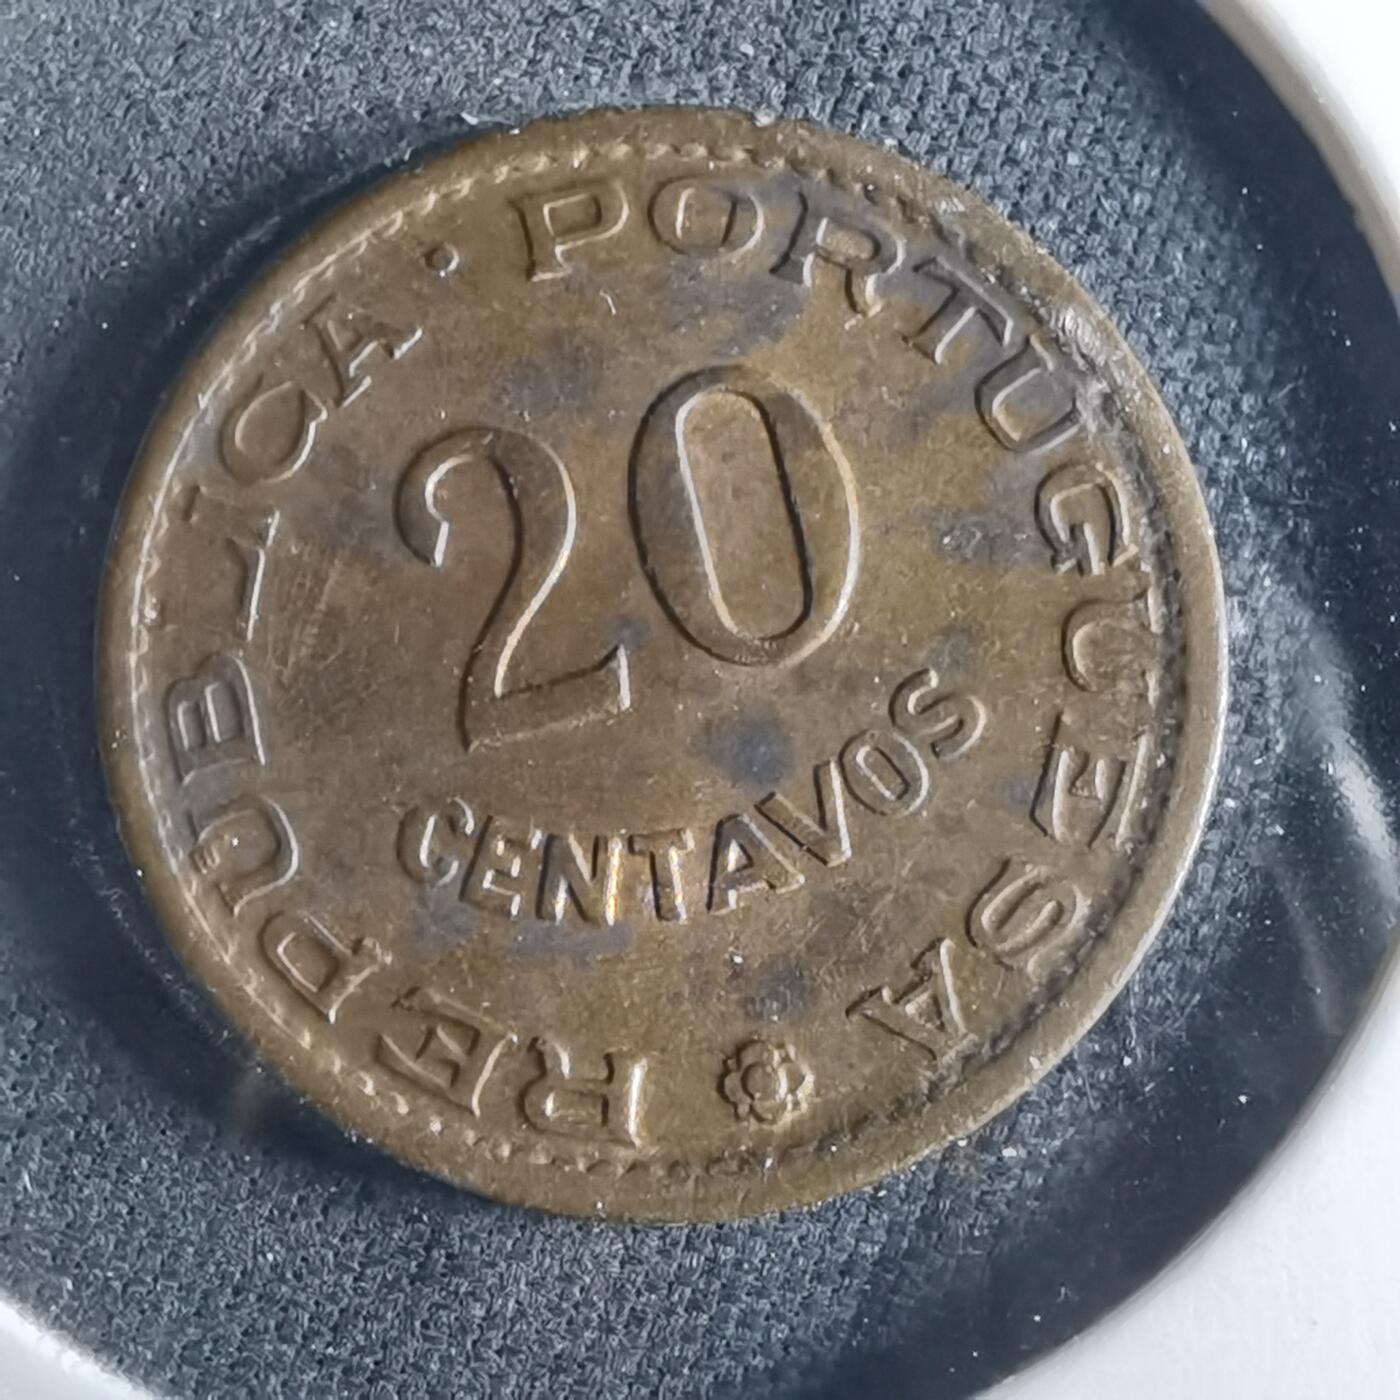 REPUBLICA · PORTUGUESA
20
CENTAVOS